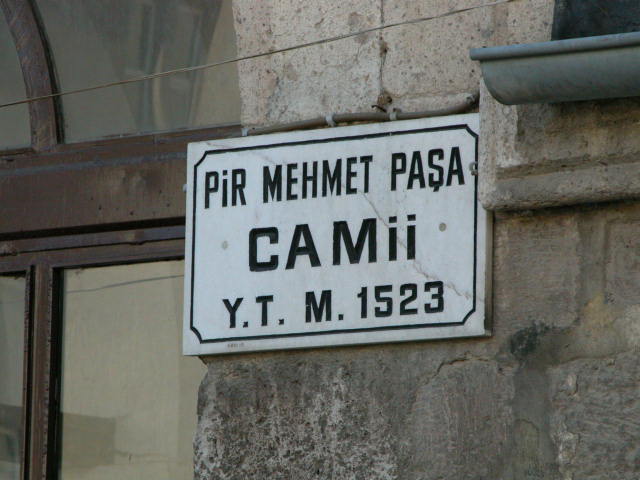 PİR MEHMET PAŞA
CAMİİ
Y.T. M. 1523